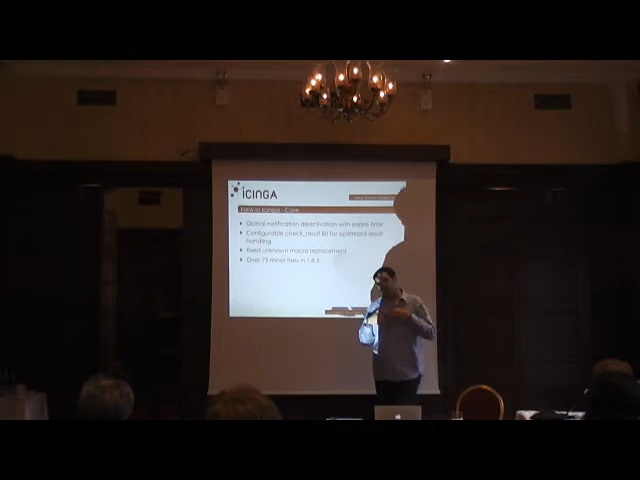 iCINGA
New in Icinga - Core
Global notification deactivation with expire time
Configurable check_result list for optimized result
handling
Fixed unknown macro replacement
Over 75 minor fixes in 1.8.x